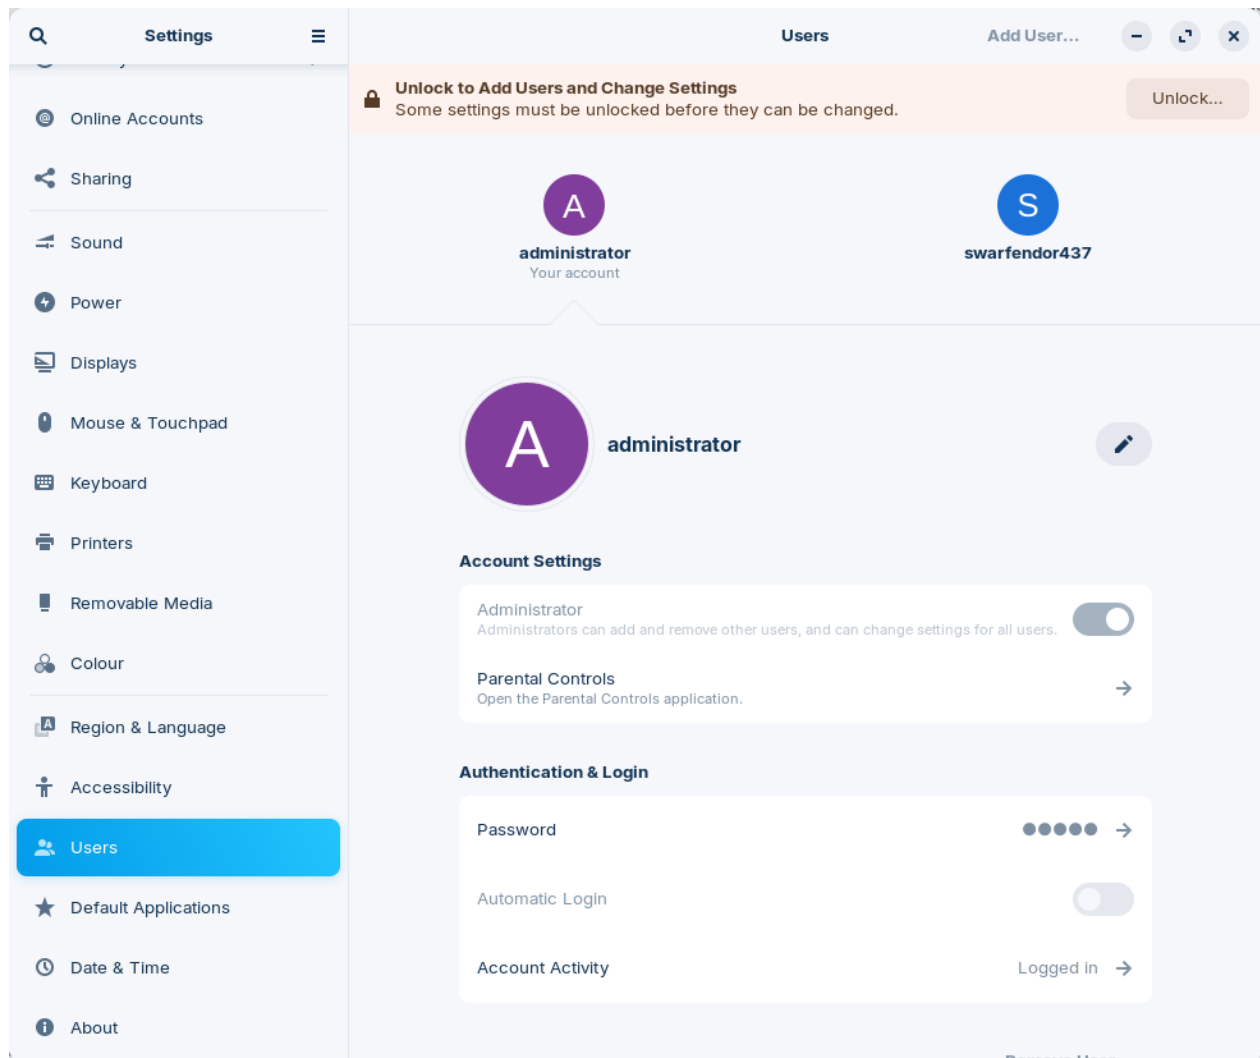 Settings
Users
Add User...
Unlock to Add Users and Change Settings
Some settings must be unlocked before they can be changed.
Unlock...
Online Accounts
Sharing
Sound
Power
Displays
Mouse & Touchpad
Keyboard
Printers
Removable Media
Colour
Region & Language
Accessibility
Users
Default Applications
Date & Time
About
A
administrator
Your account
S
swarfendor437
A
administrator
Account Settings
Administrator
Administrators can add and remove other users, and can change settings for all users.
Parental Controls
Open the Parental Controls application.
Authentication & Login
Password
Automatic Login
Account Activity
Logged in